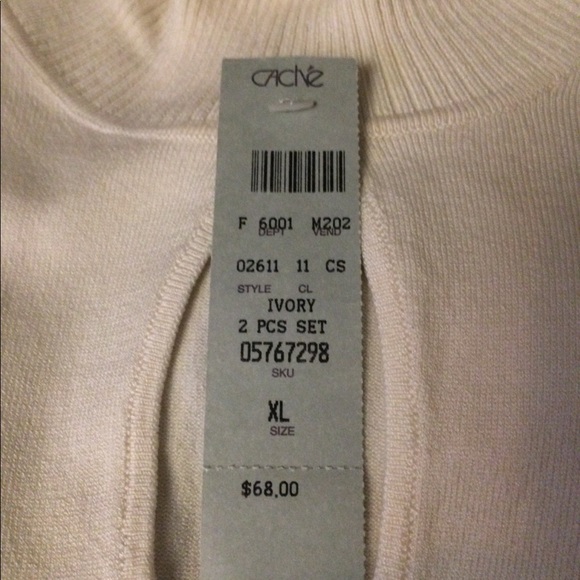 caché
F 6001 M202
DEPT VEND
02611 11 CS
STYLE CL
IVORY
2 PCS SET
05767298
SKU
XL
SIZE
$68.00